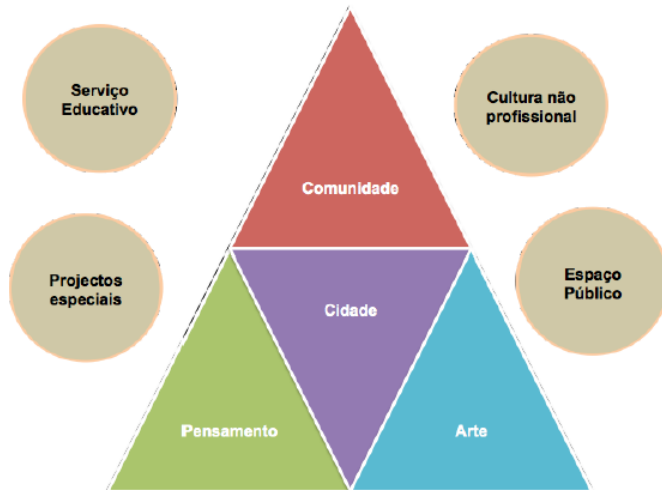 Serviço
Educativo
Cultura não
profissional
Comunidade
Projectos
especiais
Espaço
Público
Cidade
Pensamento
Arte